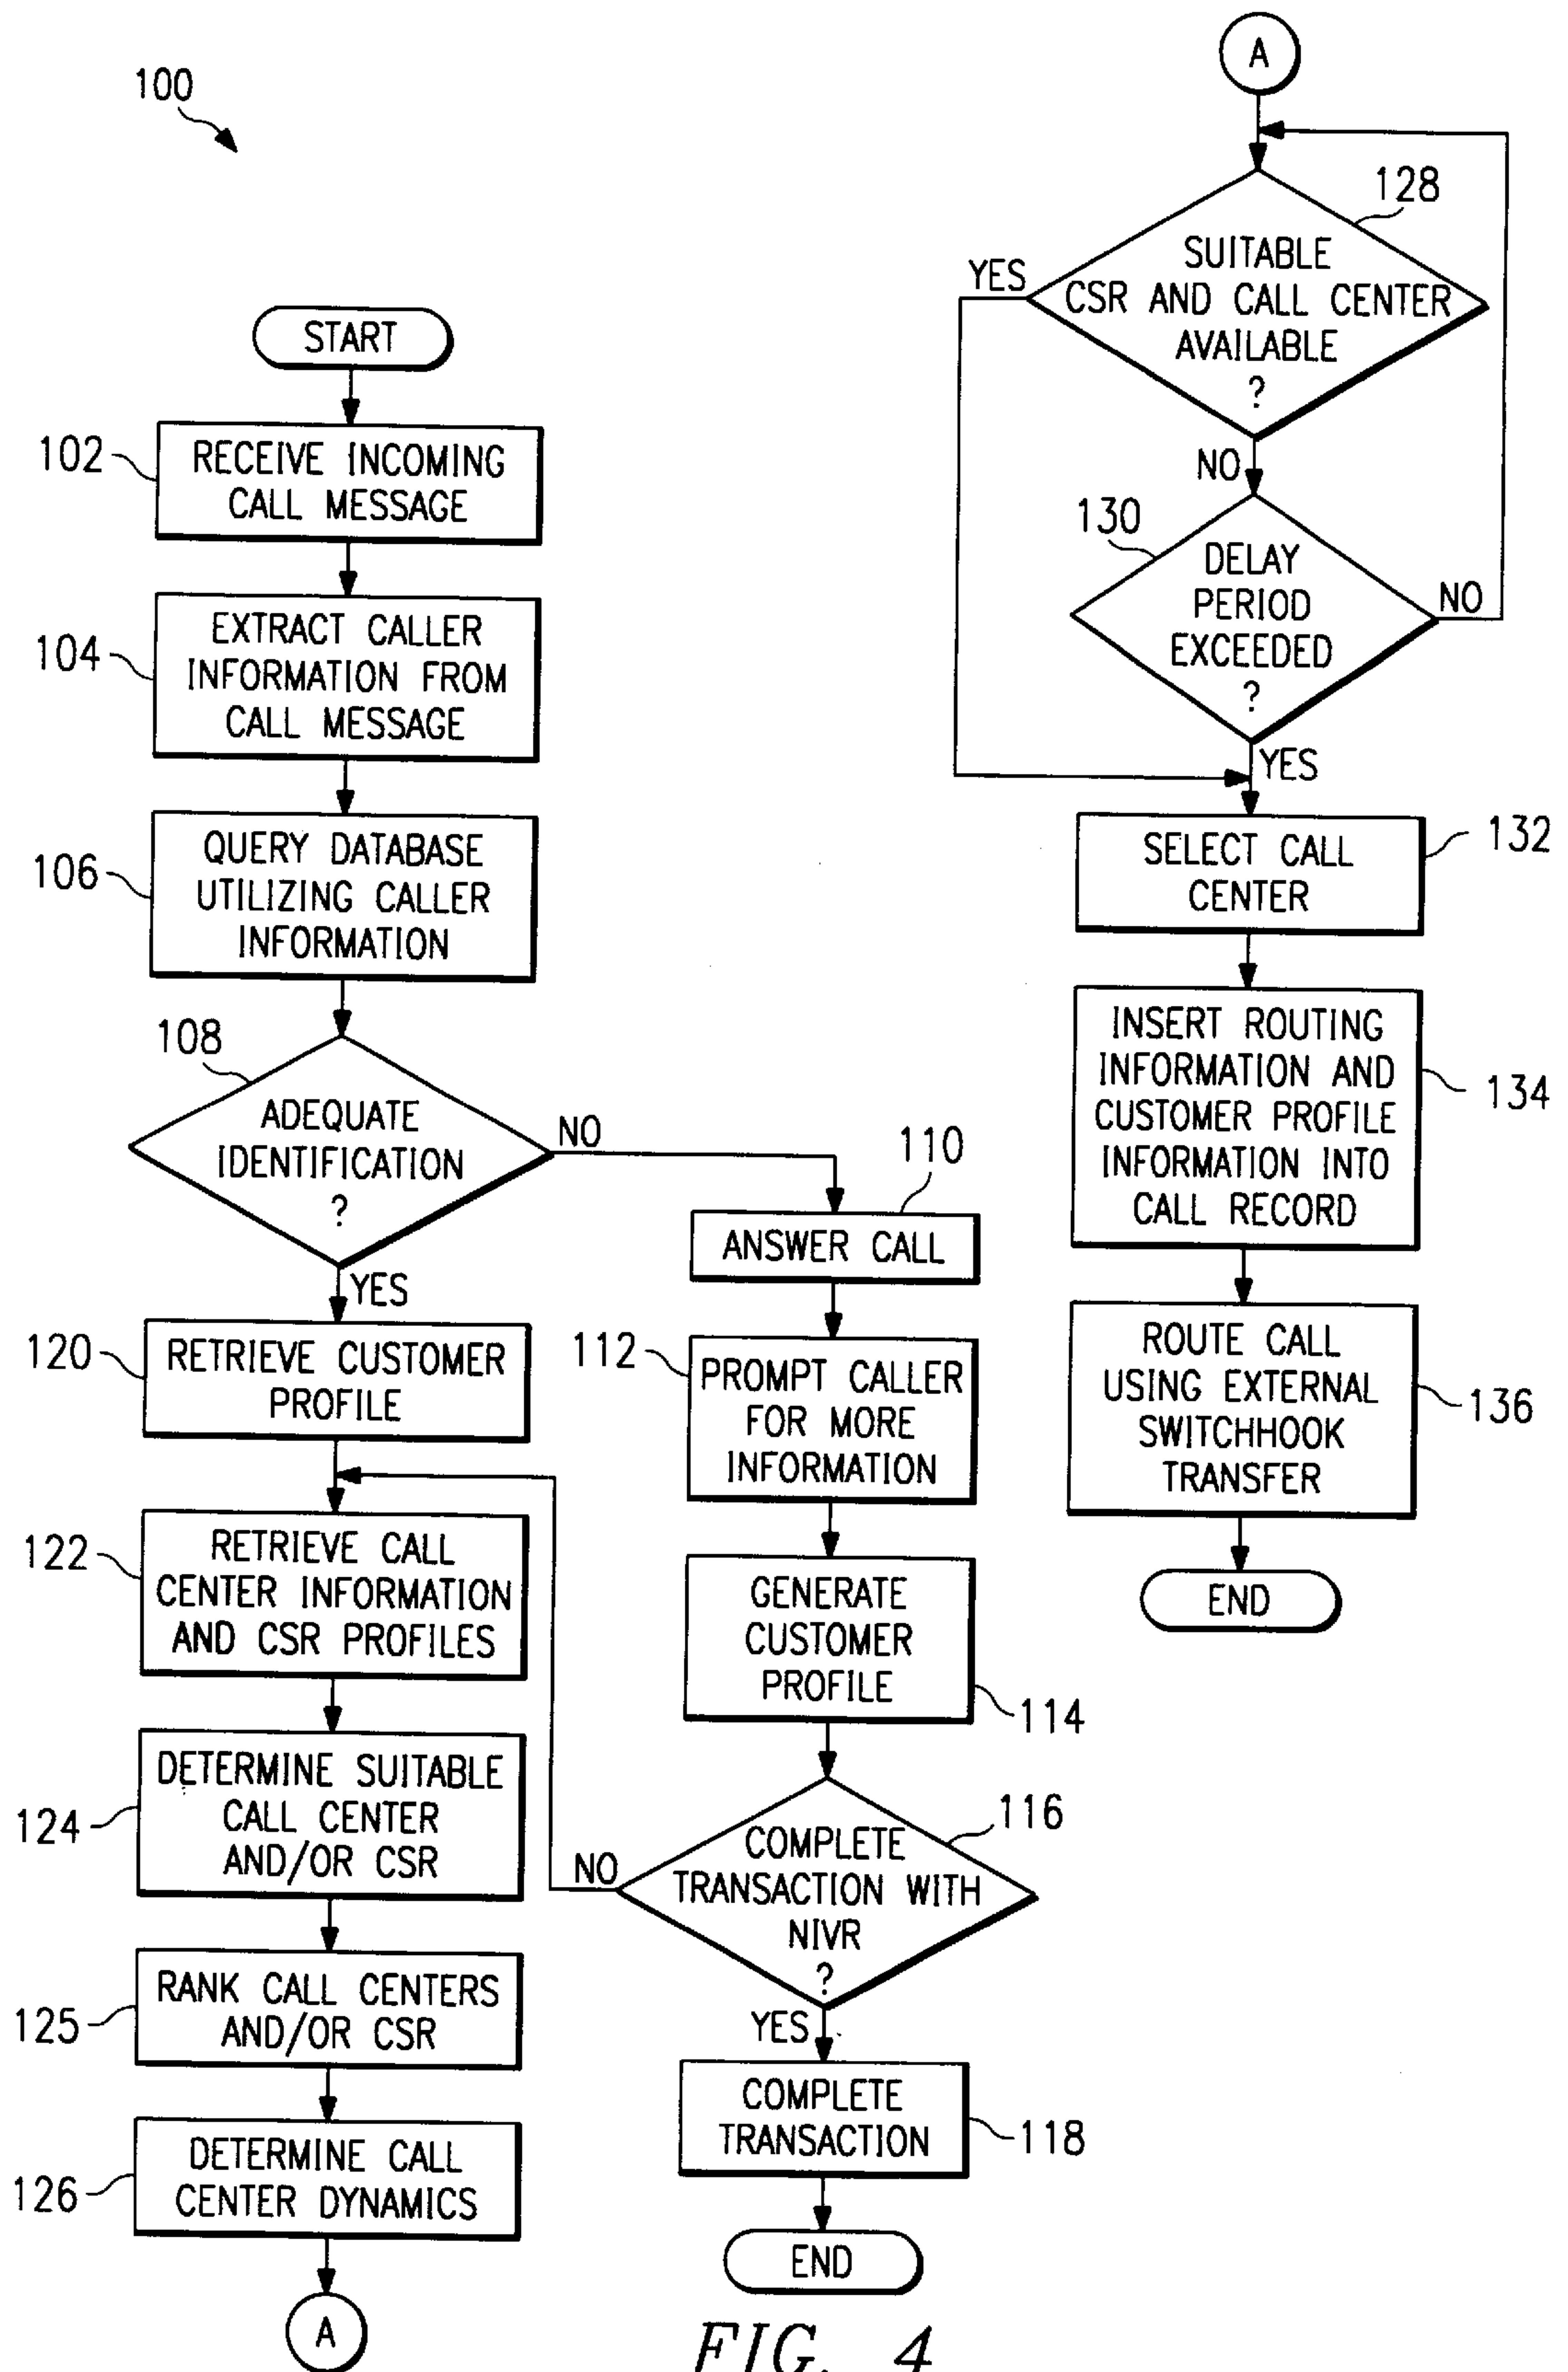 100
START
102
RECEIVE INCOMING
CALL MESSAGE
104
EXTRACT CALLER
INFORMATION FROM
CALL MESSAGE
106
QUERY DATABASE
UTILIZING CALLER
INFORMATION
108
ADEQUATE
IDENTIFICATION
?
NO
YES
110
ANSWER CALL
112
PROMPT CALLER
FOR MORE
INFORMATION
GENERATE
CUSTOMER
PROFILE
114
116
COMPLETE
TRANSACTION WITH
NIVR
?
NO
YES
COMPLETE
TRANSACTION
118
END
120
RETRIEVE CUSTOMER
PROFILE
122
RETRIEVE CALL
CENTER INFORMATION
AND CSR PROFILES
124
DETERMINE SUITABLE
CALL CENTER
AND/OR CSR
125
RANK CALL CENTERS
AND/OR CSR
126
DETERMINE CALL
CENTER DYNAMICS
A
A
128
SUITABLE
CSR AND CALL CENTER
AVAILABLE
?
YES
NO
130
DELAY
PERIOD
EXCEEDED
?
NO
YES
SELECT CALL
CENTER
132
INSERT ROUTING
INFORMATION AND
CUSTOMER PROFILE
INFORMATION INTO
CALL RECORD
134
ROUTE CALL
USING EXTERNAL
SWITCHHOOK
TRANSFER
136
END
FIG. 4